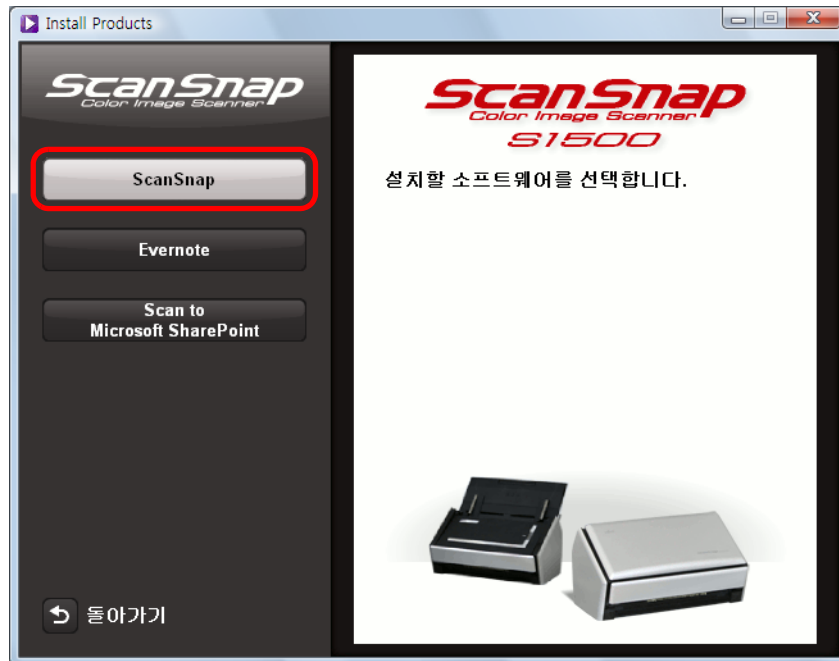 Install Products
ScanSnap
Color Image Scanner
ScanSnap
Evernote
Scan to
Microsoft SharePoint
돌아가기
ScanSnap
Color Image Scanner
S1500
설치할 소프트웨어를 선택합니다.